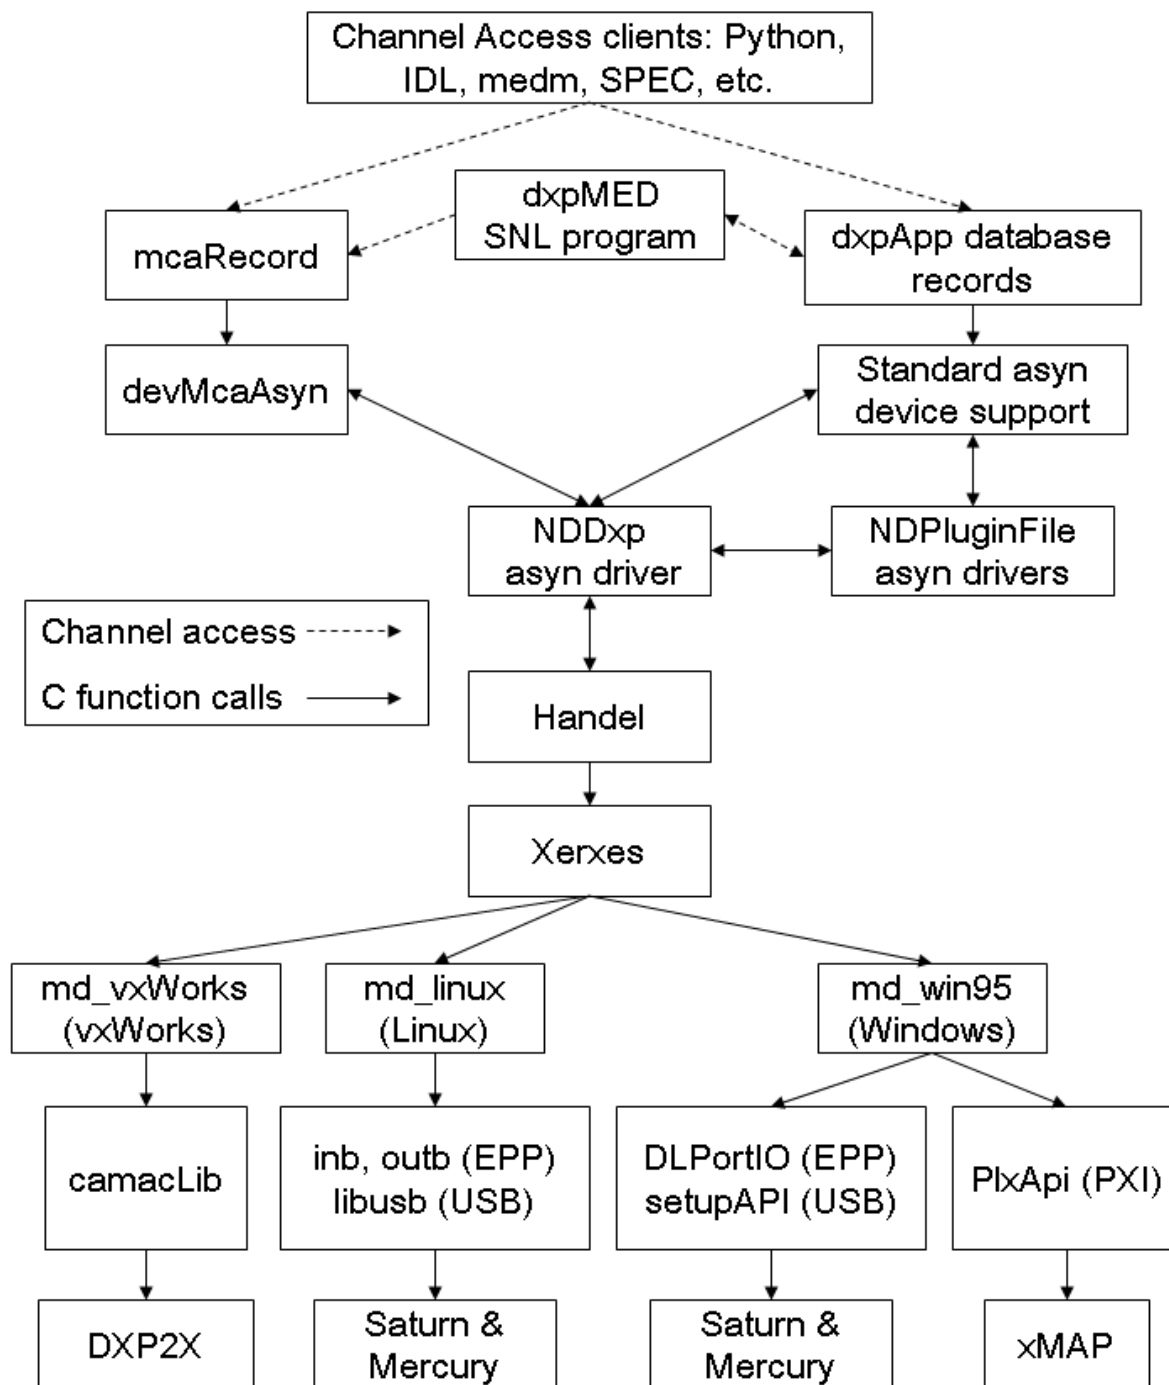 Channel Access clients: Python,
IDL, medm, SPEC, etc.
dxpMED
SNL program
mcaRecord
dxpApp database
records
devMcaAsyn
Standard asyn
device support
NDDxp
asyn driver
NDPluginFile
asyn drivers
Channel access
C function calls
Handel
Xerxes
md_vxWorks
(vxWorks)
md_linux
(Linux)
md_win95
(Windows)
camacLib
inb, outb (EPP)
libusb (USB)
DLPortIO (EPP)
setupAPI (USB)
PlxApi (PXI)
DXP2X
Saturn &
Mercury
Saturn &
Mercury
xMAP